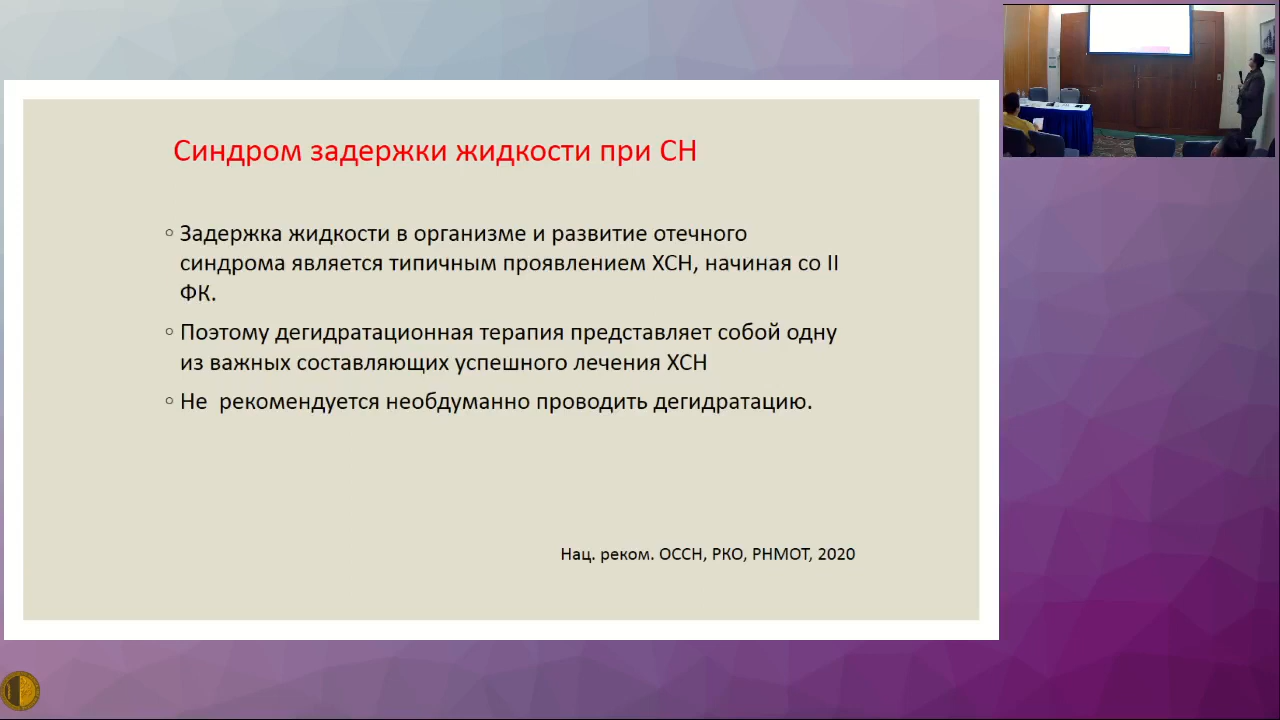 Синдром задержки жидкости при СН
◦ Задержка жидкости в организме и развитие отечного
синдрома является типичным проявлением ХСН, начиная со II
ФК.
◦ Поэтому дегидратационная терапия представляет собой одну
из важных составляющих успешного лечения ХСН
◦ Не  рекомендуется необдуманно проводить дегидратацию.
Нац. реком. ОССН, РКО, РНМОТ, 2020